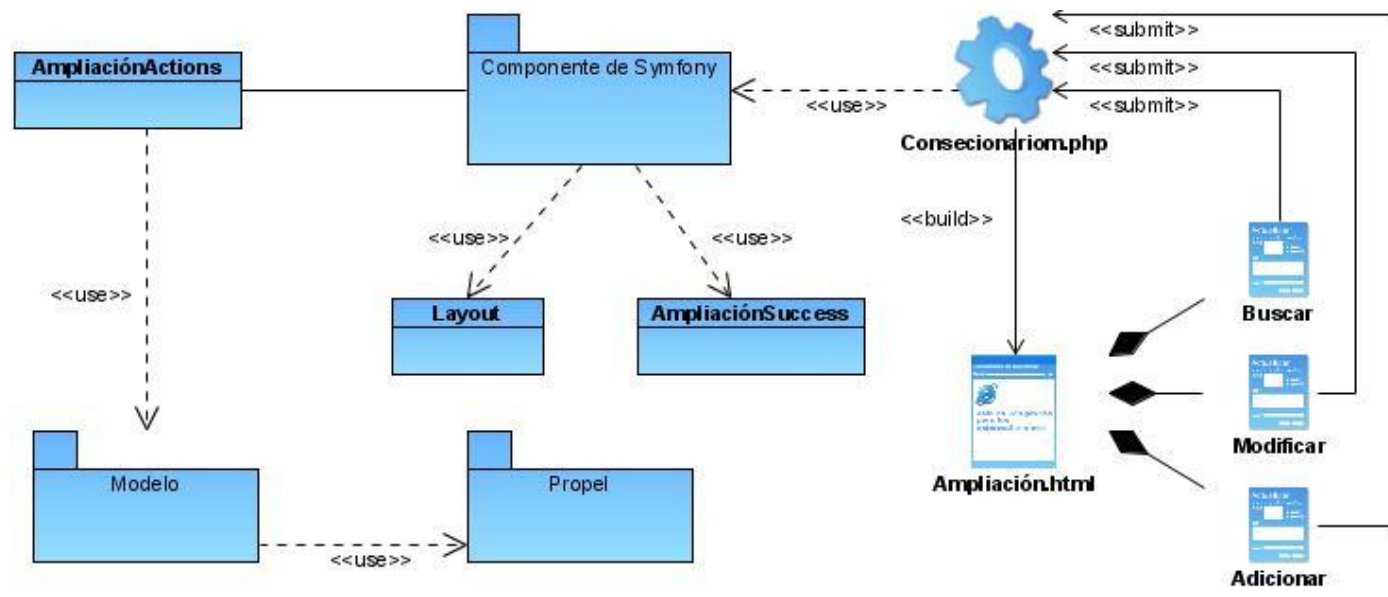 <<submit>>
AmpliaciónActions
Componente de Symfony
<<submit>>
<<use>>
<<submit>>
Consecionariom.php
<<build>>
<<use>>
<<use>>
<<use>>
Layout
AmpliaciónSuccess
Buscar
Modificar
Ampliación.html
Modelo
Propel
<<use>>
Adicionar